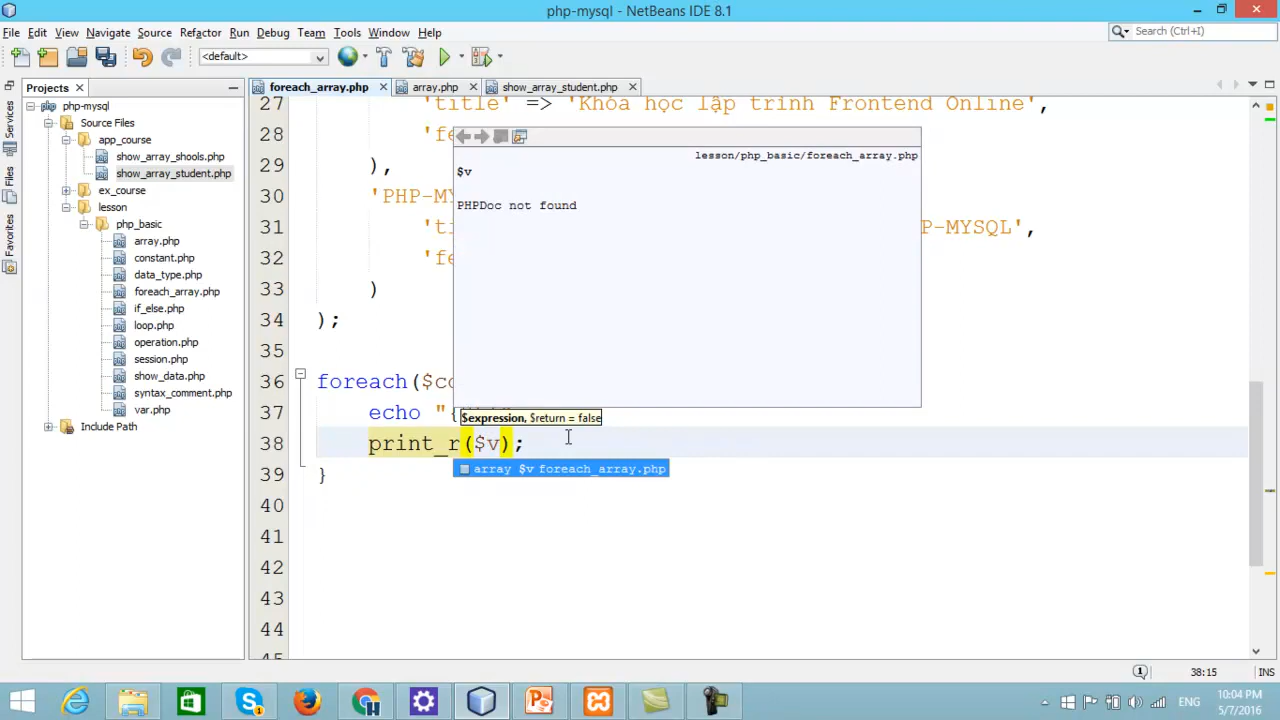 php-mysql - NetBeans IDE 8.1
File Edit View Navigate Source Refactor Run Debug Team Tools Window Help
Search (Ctrl+I)
<default>
Projects
foreach_array.php
array.php
show_array_student.php
Services
Files
Favorites
php-mysql
Source Files
app_course
show_array_shools.php
show_array_student.php
ex_course
lesson
php_basic
array.php
constant.php
data_type.php
foreach_array.php
if_else.php
loop.php
operation.php
session.php
show_data.php
syntax_comment.php
var.php
Include Path
27 'title' => 'Khóa học lập trình Frontend Online',
28 'fe
29 ),
30 'PHP-MY
31 'ti P-MYSQL',
32 'fe
33 )
34 );
35
36 foreach($co
37 echo "{
38 print_r($v);
39 }
40
41
42
43
44
45
lesson/php_basic/foreach_array.php
$v
PHPDoc not found
$expression, $return = false
array $v foreach_array.php
1
38:15
INS
ENG
10:04 PM
5/7/2016